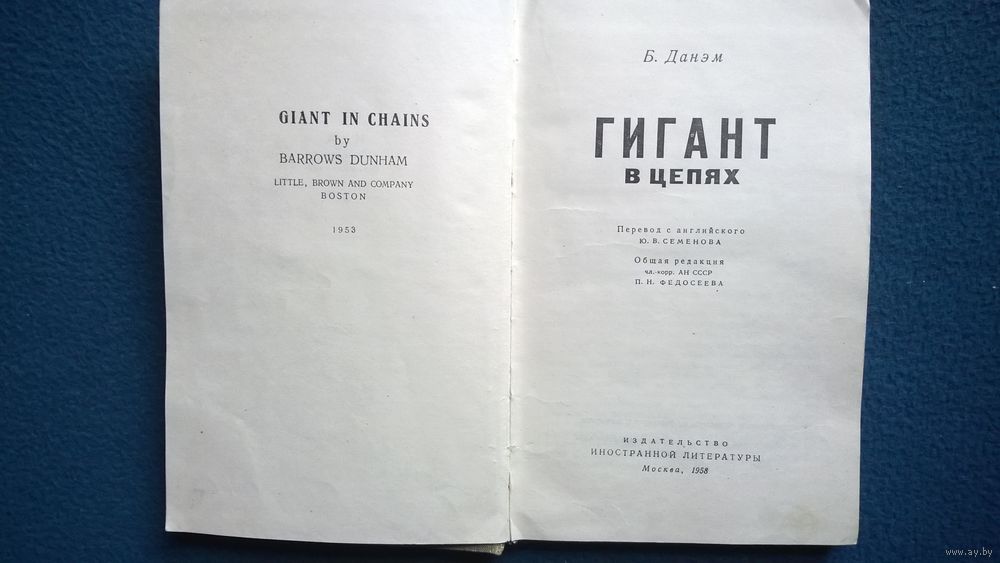 GIANT IN CHAINS
by
BARROWS DUNHAM
LITTLE, BROWN AND COMPANY
BOSTON
1953
Б. Данэм
ГИГАНТ
В ЦЕПЯХ
Перевод с английского
Ю. В. СЕМЕНОВА
Общая редакция
чл.-корр. АН СССР
П. Н. ФЕДОСЕЕВА
ИЗДАТЕЛЬСТВО
ИНОСТРАННОЙ ЛИТЕРАТУРЫ
Москва, 1958
www.ay.by